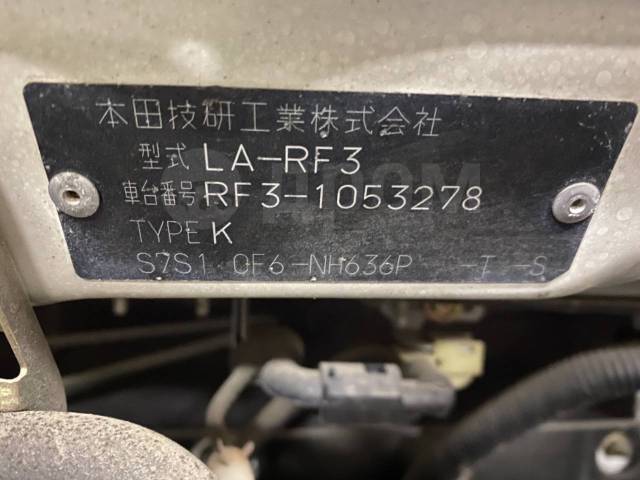 本田技研工業株式会社
型式 LA-RF3
車台番号 RF3-1053278
TYPE K
S7S1 0F6-NH636P -T -S